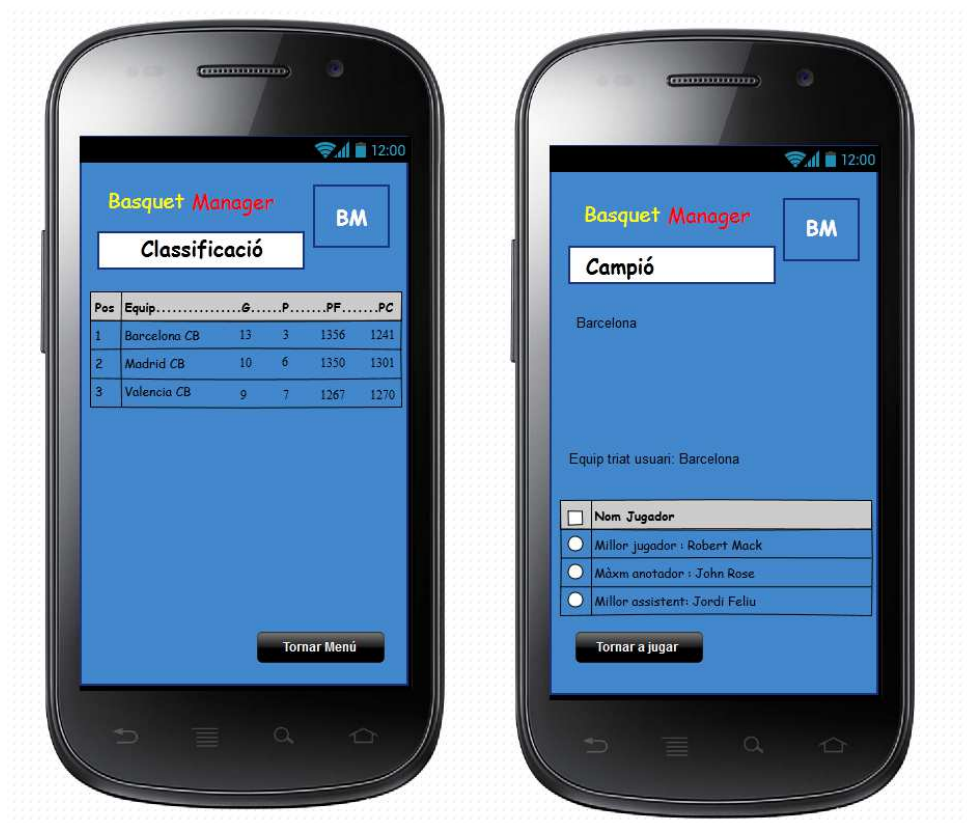 12:00
Basquet Manager
BM
Classificació
Pos Equip................G......P.......PF.......PC
1 Barcelona CB 13 3 1356 1241
2 Madrid CB 10 6 1350 1301
3 Valencia CB 9 7 1267 1270
Tornar Menú
12:00
Basquet Manager
BM
Campió
Barcelona
Equip triat usuari: Barcelona
Nom Jugador
Millor jugador : Robert Mack
Màxm anotador : John Rose
Millor assistent: Jordi Feliu
Tornar a jugar